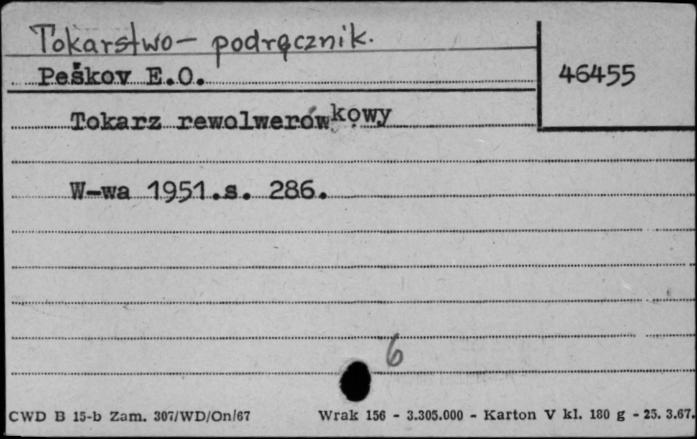 Tokarstwo - podręcznik.
Peškov E.O.
46455
Tokarz rewolwerówkowy
W-wa 1951.s. 286.
6
CWD B 15-b Zam. 307/WD/On/67 Wrak 156 - 3.305.000 - Karton V kl. 180 g - 25. 3.67.